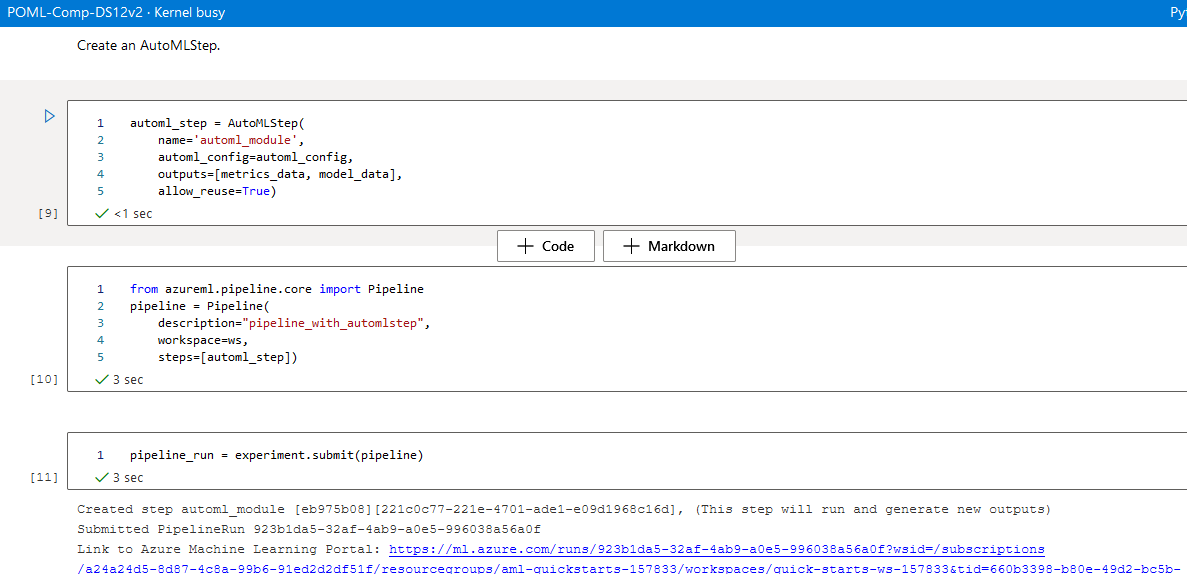 POML-Comp-DS12v2 · Kernel busy
Create an AutoMLStep.
1 automl_step = AutoMLStep(
2 name='automl_module',
3 automl_config=automl_config,
4 outputs=[metrics_data, model_data],
5 allow_reuse=True)
[9] <1 sec
+ Code + Markdown
1 from azureml.pipeline.core import Pipeline
2 pipeline = Pipeline(
3 description="pipeline_with_automlstep",
4 workspace=ws,
5 steps=[automl_step])
[10] 3 sec
1 pipeline_run = experiment.submit(pipeline)
[11] 3 sec
Created step automl_module [eb975b08][221c0c77-221e-4701-ade1-e09d1968c16d], (This step will run and generate new outputs)
Submitted PipelineRun 923b1da5-32af-4ab9-a0e5-996038a56a0f
Link to Azure Machine Learning Portal: https://ml.azure.com/runs/923b1da5-32af-4ab9-a0e5-996038a56a0f?wsid=/subscriptions
/a24a24d5-8d87-4c8a-99b6-91ed2d2df51f/resourcegroups/aml-quickstarts-157833/workspaces/quick-starts-ws-157833&tid=660b3398-b80e-49d2-bc5b-